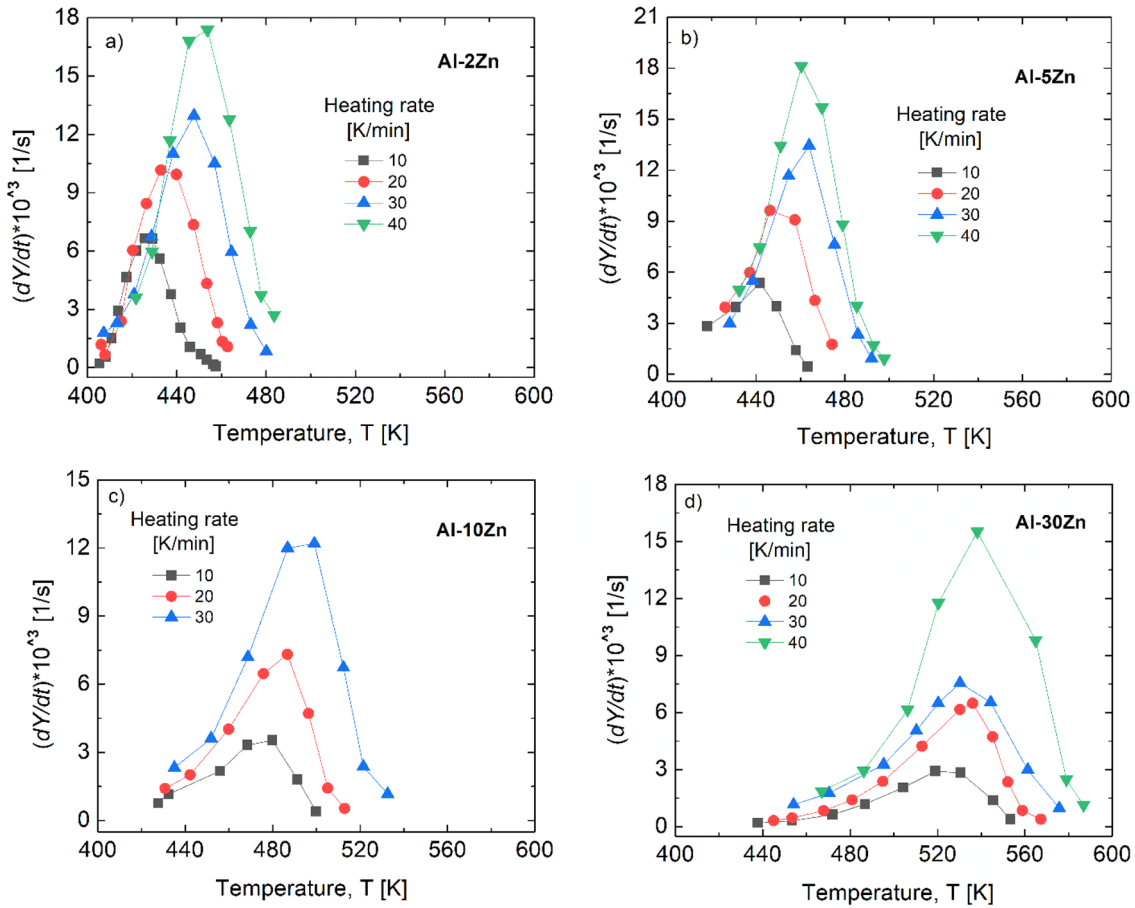 a)
Al-2Zn
Heating rate
[K/min]
10
20
30
40
18
15
12
9
6
3
0
(dY/dt)*10^3 [1/s]
400 440 480 520 560 600
Temperature, T [K]
b)
Al-5Zn
Heating rate
[K/min]
10
20
30
40
21
18
15
12
9
6
3
0
(dY/dt)*10^3 [1/s]
400 440 480 520 560 600
Temperature, T [K]
c)
Al-10Zn
Heating rate
[K/min]
10
20
30
15
12
9
6
3
0
(dY/dt)*10^3 [1/s]
400 440 480 520 560 600
Temperature, T [K]
d)
Al-30Zn
Heating rate
[K/min]
10
20
30
40
18
15
12
9
6
3
0
(dY/dt)*10^3 [1/s]
400 440 480 520 560 600
Temperature, T [K]